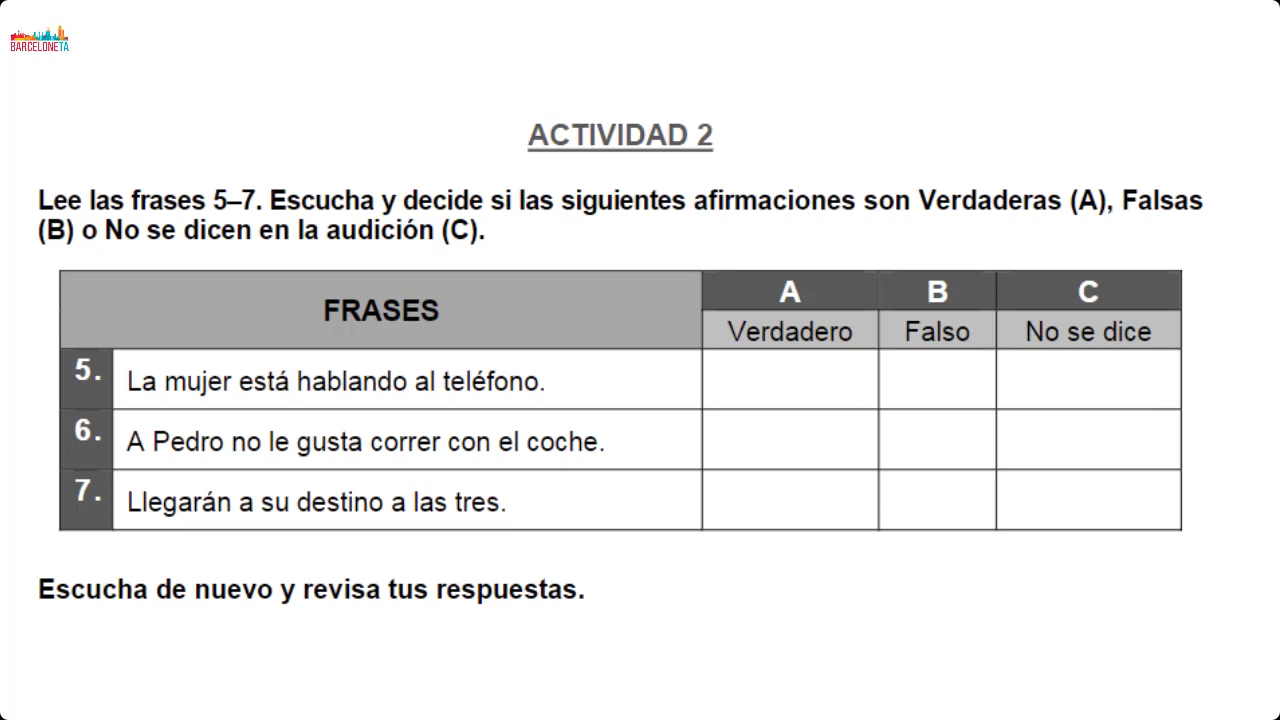 BARCELONETA
ACTIVIDAD 2
Lee las frases 5–7. Escucha y decide si las siguientes afirmaciones son Verdaderas (A), Falsas
(B) o No se dicen en la audición (C).
FRASES A B C
Verdadero Falso No se dice
5. La mujer está hablando al teléfono.
6. A Pedro no le gusta correr con el coche.
7. Llegarán a su destino a las tres.
Escucha de nuevo y revisa tus respuestas.